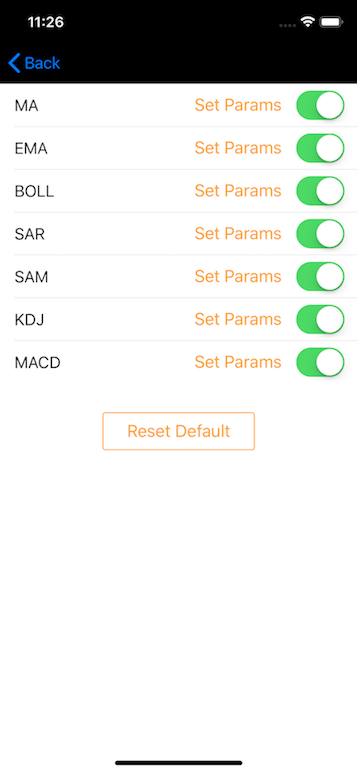 11:26
Back
MA Set Params
EMA Set Params
BOLL Set Params
SAR Set Params
SAM Set Params
KDJ Set Params
MACD Set Params
Reset Default